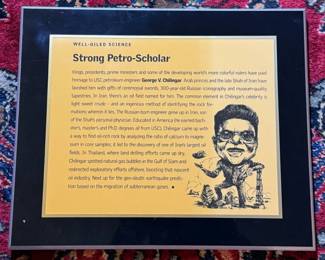 WELL-OILED SCIENCE
Strong Petro-Scholar
Kings, presidents, prime ministers and some of the developing world's more colorful rulers have used
homage to USC petroleum engineer George V. Chilingar. Arab princes and the late Shah of Iran have
lavished him with gifts of ceremonial swords, 300-year-old Russian iconography and museum-quality
tapestries. In Iran, there's an oil field named for him. The common element in Chilingar's celebrity is
light sweet crude – and an ingenious method of identifying the rock for-
mations wherein it lies. The Russian-born engineer grew up in Iran, son
of the Shah's personal physician. Educated in America (he earned bach-
elor's, master's and Ph.D. degrees all from USC), Chilingar came up with
a way to find oil-rich rock by analyzing the ratio of calcium to magne-
sium in core samples; it led to the discovery of one of Iran's largest oil
fields. In Thailand, where land drilling efforts came up dry,
Chilingar spotted natural gas bubbles in the Gulf of Siam and
redirected exploratory efforts offshore, boosting that nascent
oil industry. Next up for the geo-sleuth: earthquake predic-
tion based on the migration of subterranean gases.